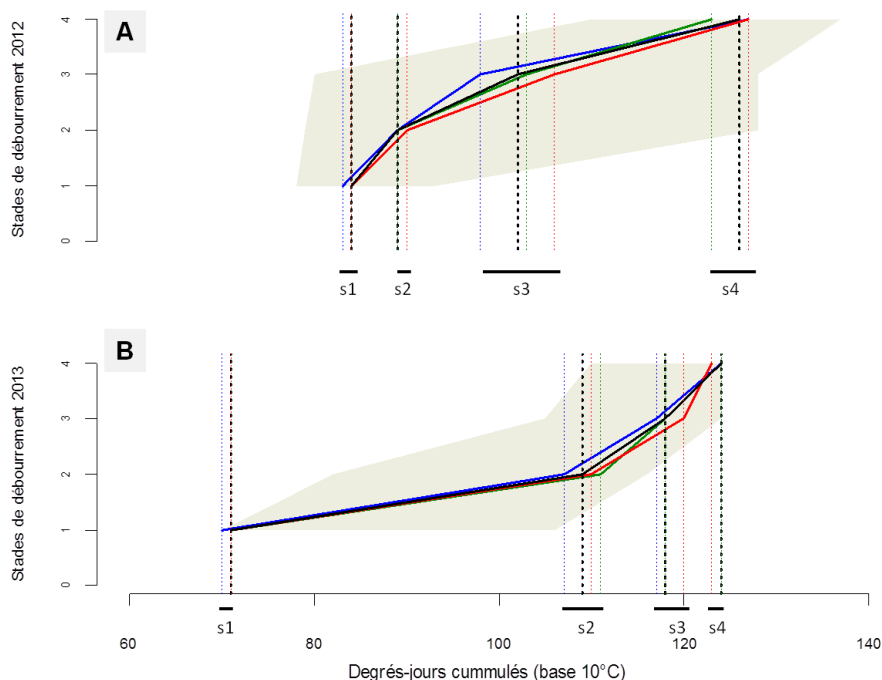 A
Stades de débourrement 2012
4
3
2
1
0
s1 s2 s3 s4
B
Stades de débourrement 2013
4
3
2
1
0
s1 s2 s3 s4
60 80 100 120 140
Degrés-jours cummulés (base 10°C)